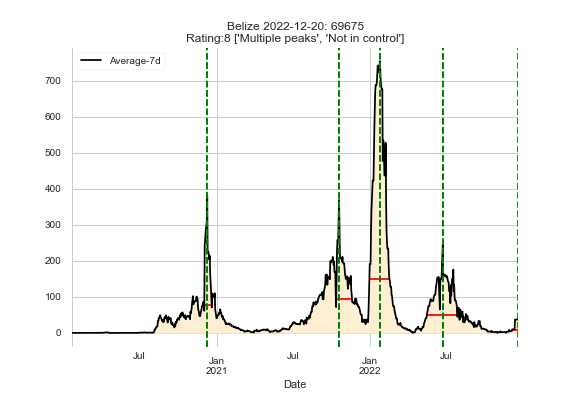 Belize 2022-12-20: 69675
Rating:8 ['Multiple peaks', 'Not in control']
Average-7d
700
600
500
400
300
200
100
0
Jul
Jan
2021
Jul
Jan
2022
Jul
Date